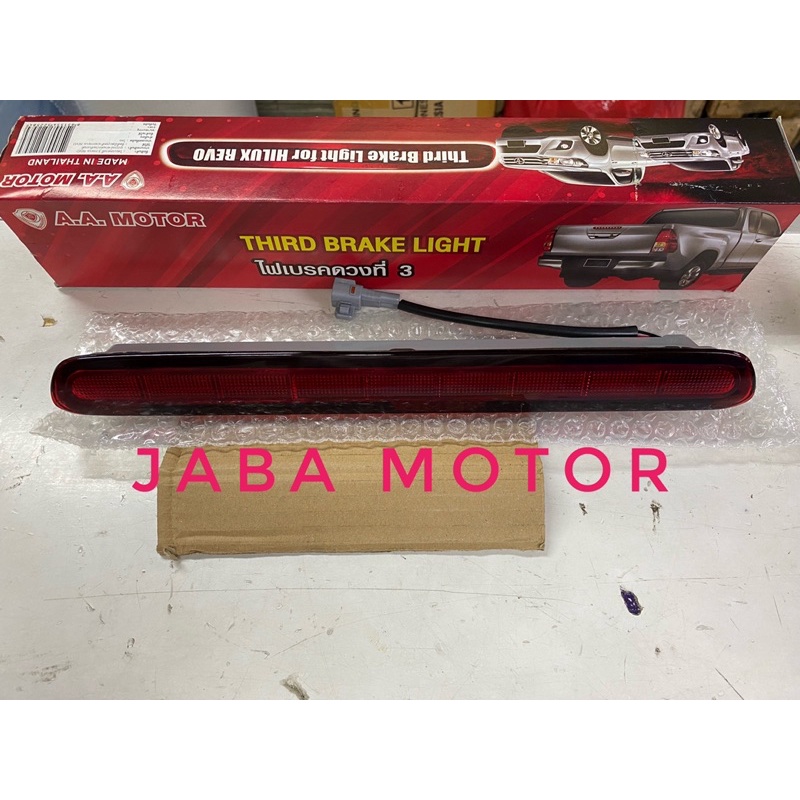 Third Brake Light for HILUX REVO
A.A. MOTOR
MADE IN THAILAND
A.A. MOTOR
THIRD BRAKE LIGHT
ไฟเบรคดวงที่ 3
JABA MOTOR